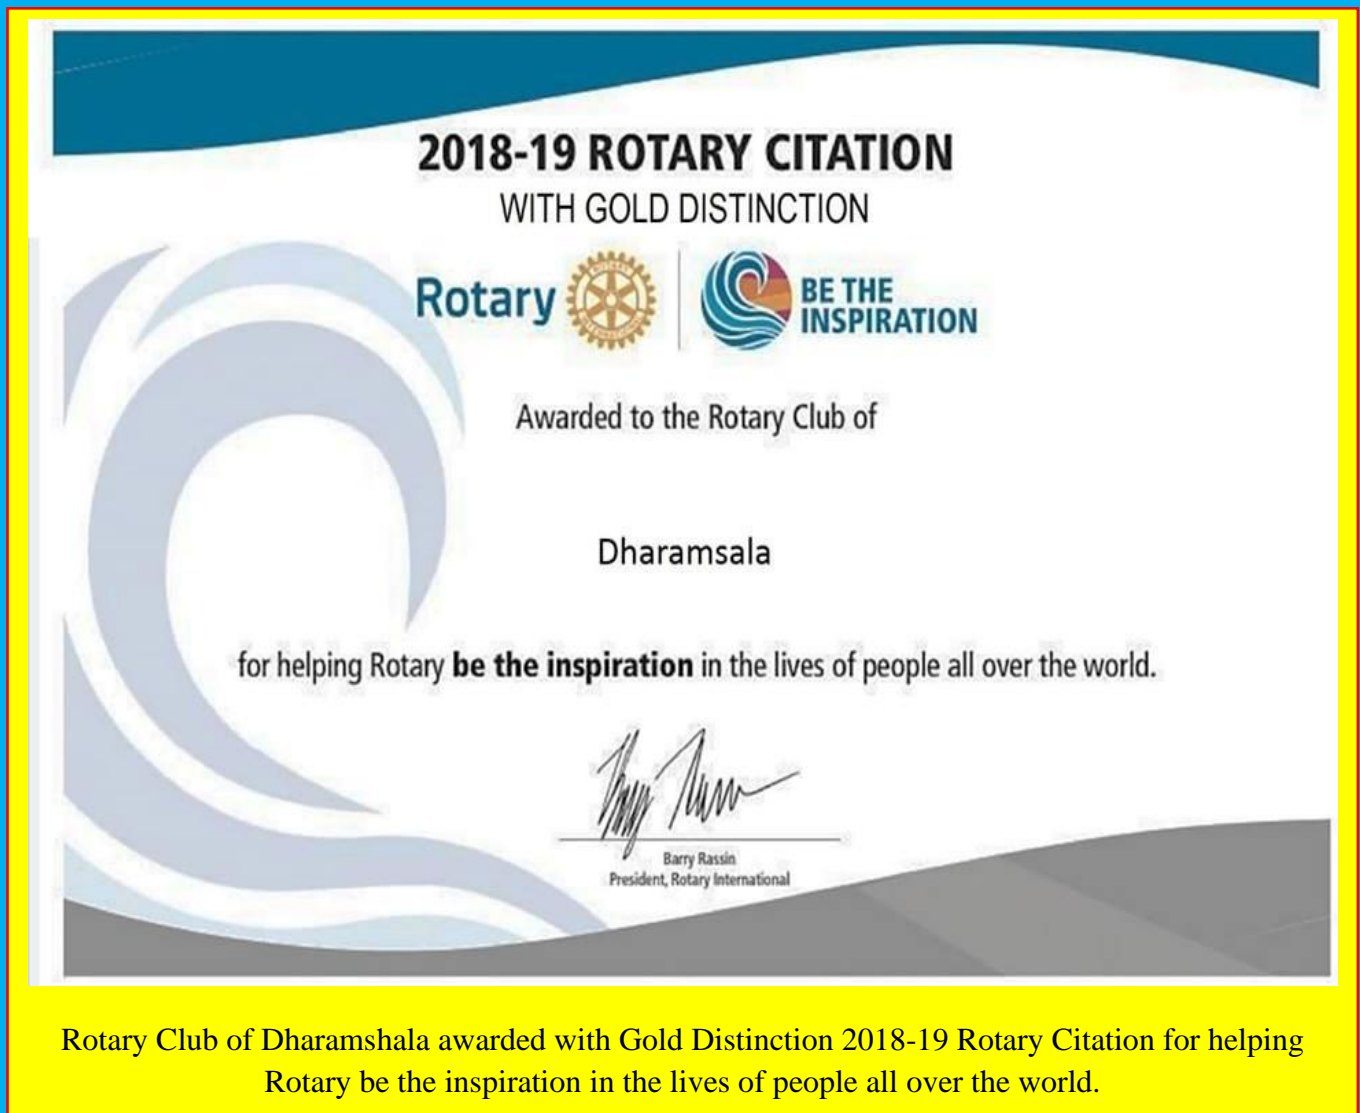 2018-19 ROTARY CITATION
WITH GOLD DISTINCTION
Rotary
ROTARY
INTERNATIONAL
BE THE
INSPIRATION
Awarded to the Rotary Club of
Dharamsala
for helping Rotary be the inspiration in the lives of people all over the world.
Barry Rassin
President, Rotary International
Rotary Club of Dharamshala awarded with Gold Distinction 2018-19 Rotary Citation for helping
Rotary be the inspiration in the lives of people all over the world.